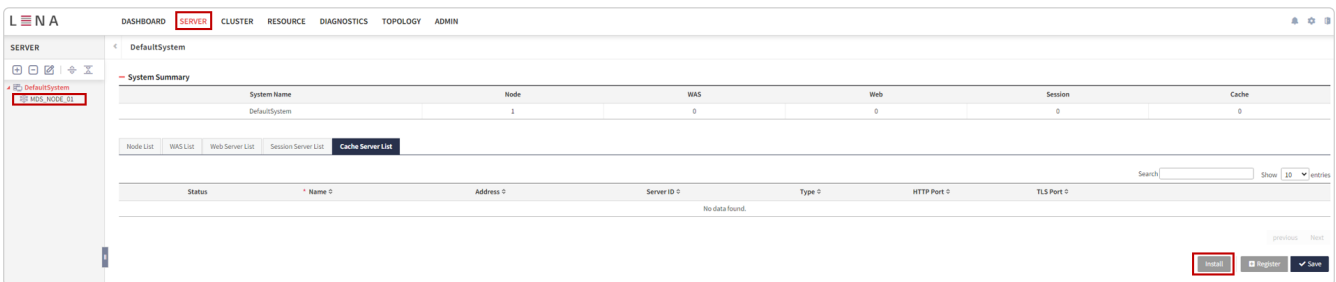 LENA
DASHBOARD SERVER CLUSTER RESOURCE DIAGNOSTICS TOPOLOGY ADMIN
SERVER
DefaultSystem
DefaultSystem
MDS_NODE_01
System Summary
System Name Node WAS Web Session Cache
DefaultSystem 1 0 0 0 0
Node List WAS List Web Server List Session Server List Cache Server List
Search Show 10 entries
Status * Name Address Server ID Type HTTP Port TLS Port
No data found.
previous Next
Install Register Save